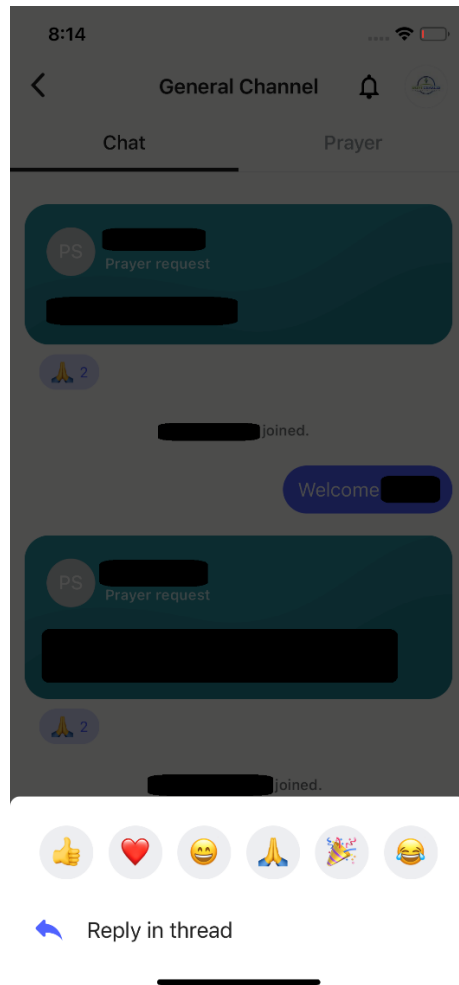 8:14
General Channel
Chat Prayer
PS
Prayer request
🙏 2
joined.
Welcome
PS
Prayer request
🙏 2
joined.
👍 ❤️ 😄 🙏 🎉 😂
Reply in thread